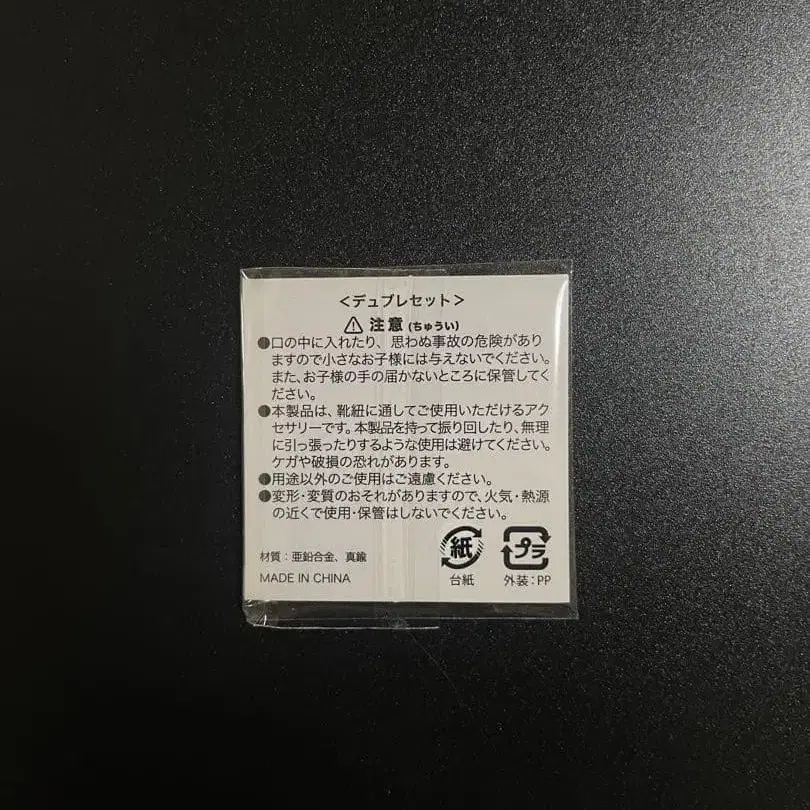 <デュブレセット>
⚠ 注意(ちゅうい)
●口の中に入れたり、思わぬ事故の危険があり
ますので小さなお子様には与えないでください。
また、お子様の手の届かないところに保管してく
ださい。
●本製品は、靴紐に通してご使用いただけるアク
セサリーです。本製品を持って振り回したり、無理
に引っ張ったりするような使用は避けてください。
ケガや破損の恐れがあります。
●用途以外のご使用はご遠慮ください。
●変形・変質のおそれがありますので、火気・熱源
の近くで使用・保管はしないでください。
材質：亜鉛合金、真鍮
MADE IN CHINA
紙
台紙
プラ
外装：PP